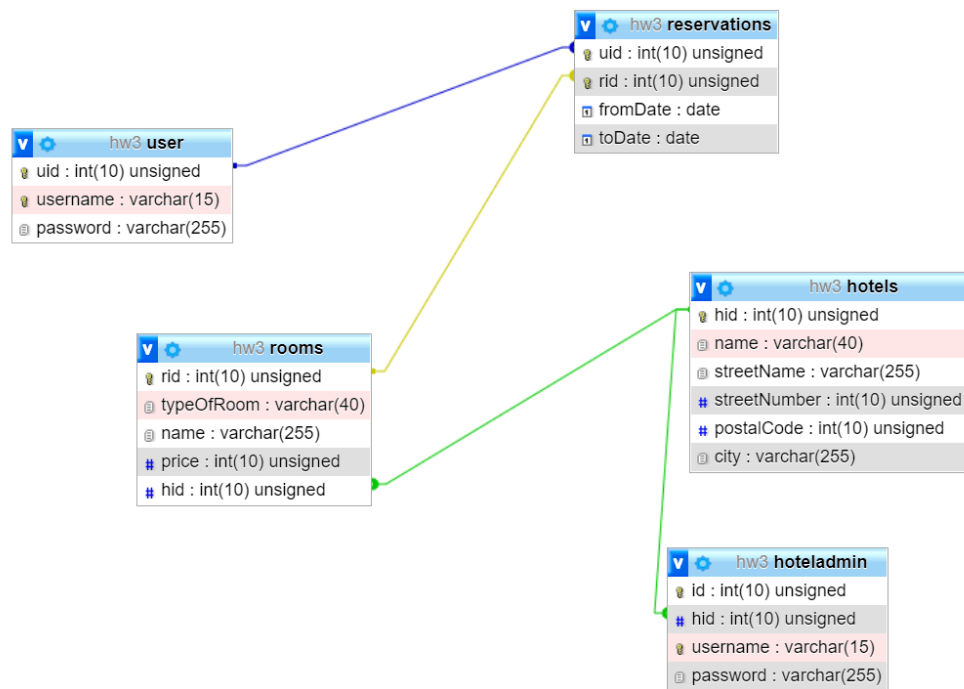 hw3 reservations
uid : int(10) unsigned
rid : int(10) unsigned
fromDate : date
toDate : date
hw3 user
uid : int(10) unsigned
username : varchar(15)
password : varchar(255)
hw3 hotels
hid : int(10) unsigned
name : varchar(40)
streetName : varchar(255)
streetNumber : int(10) unsigned
postalCode : int(10) unsigned
city : varchar(255)
hw3 rooms
rid : int(10) unsigned
typeOfRoom : varchar(40)
name : varchar(255)
price : int(10) unsigned
hid : int(10) unsigned
hw3 hoteladmin
id : int(10) unsigned
hid : int(10) unsigned
username : varchar(15)
password : varchar(255)